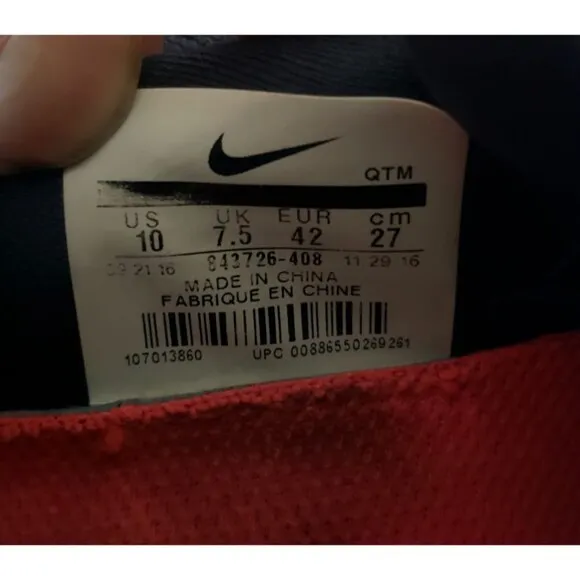 QTM
US UK EUR cm
10 7.5 42 27
09 21 16 843726-408 11 29 16
MADE IN CHINA
FABRIQUE EN CHINE
107013860 UPC 00886550269261